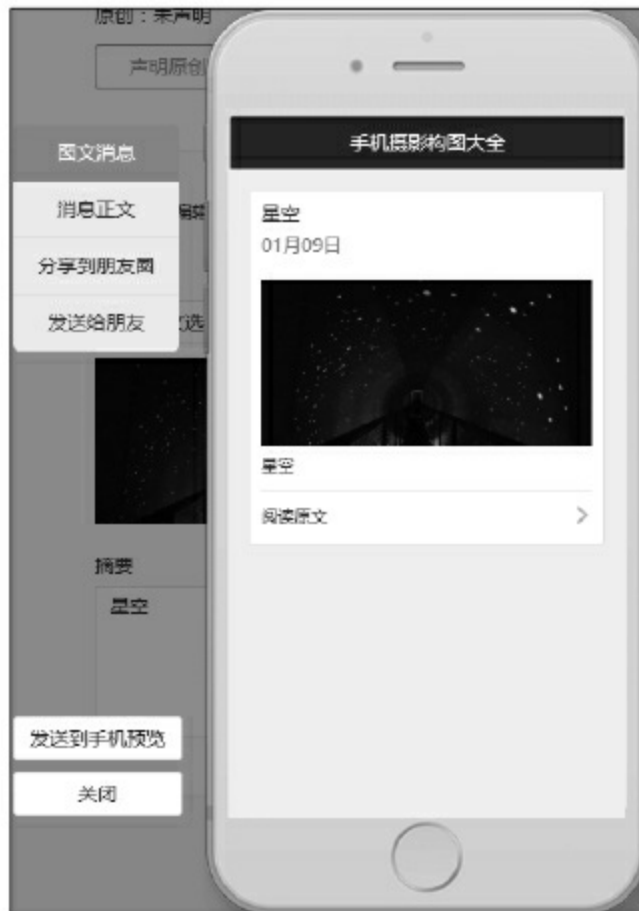 原创：未声明
声明原创
图文消息
消息正文
分享到朋友圈
发送给朋友
手机摄影构图大全
星空
01月09日
星空
阅读原文
摘要
星空
发送到手机预览
关闭